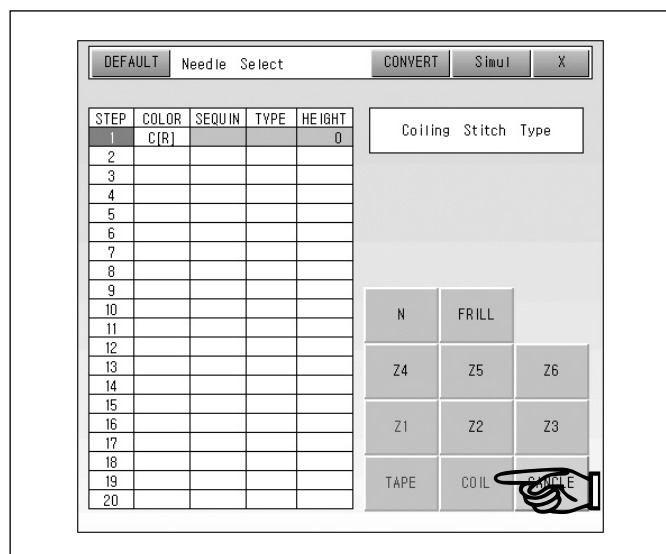 DEFAULT Needle Select CONVERT Simul X
STEP COLOR SEQUIN TYPE HEIGHT
1 C[R] 0
Coiling Stitch Type
2
3
4
5
6
7
8
9
10
11
12
13
14
15
16
17
18
19
20
N FRILL
Z4 Z5 Z6
Z1 Z2 Z3
TAPE COIL CANCLE